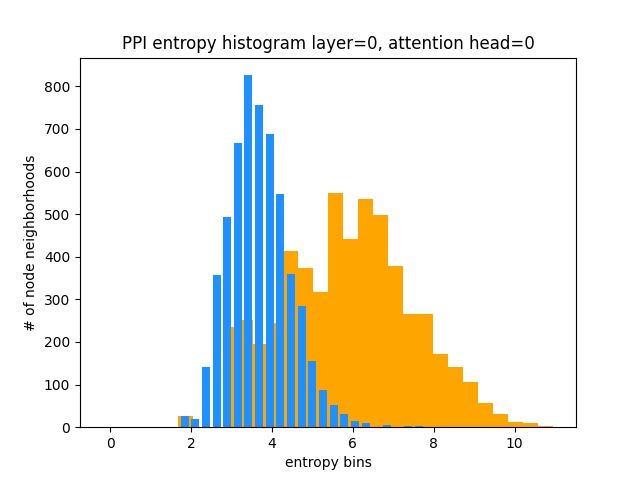 PPI entropy histogram layer=0, attention head=0
# of node neighborhoods
800
700
600
500
400
300
200
100
0
0 2 4 6 8 10
entropy bins